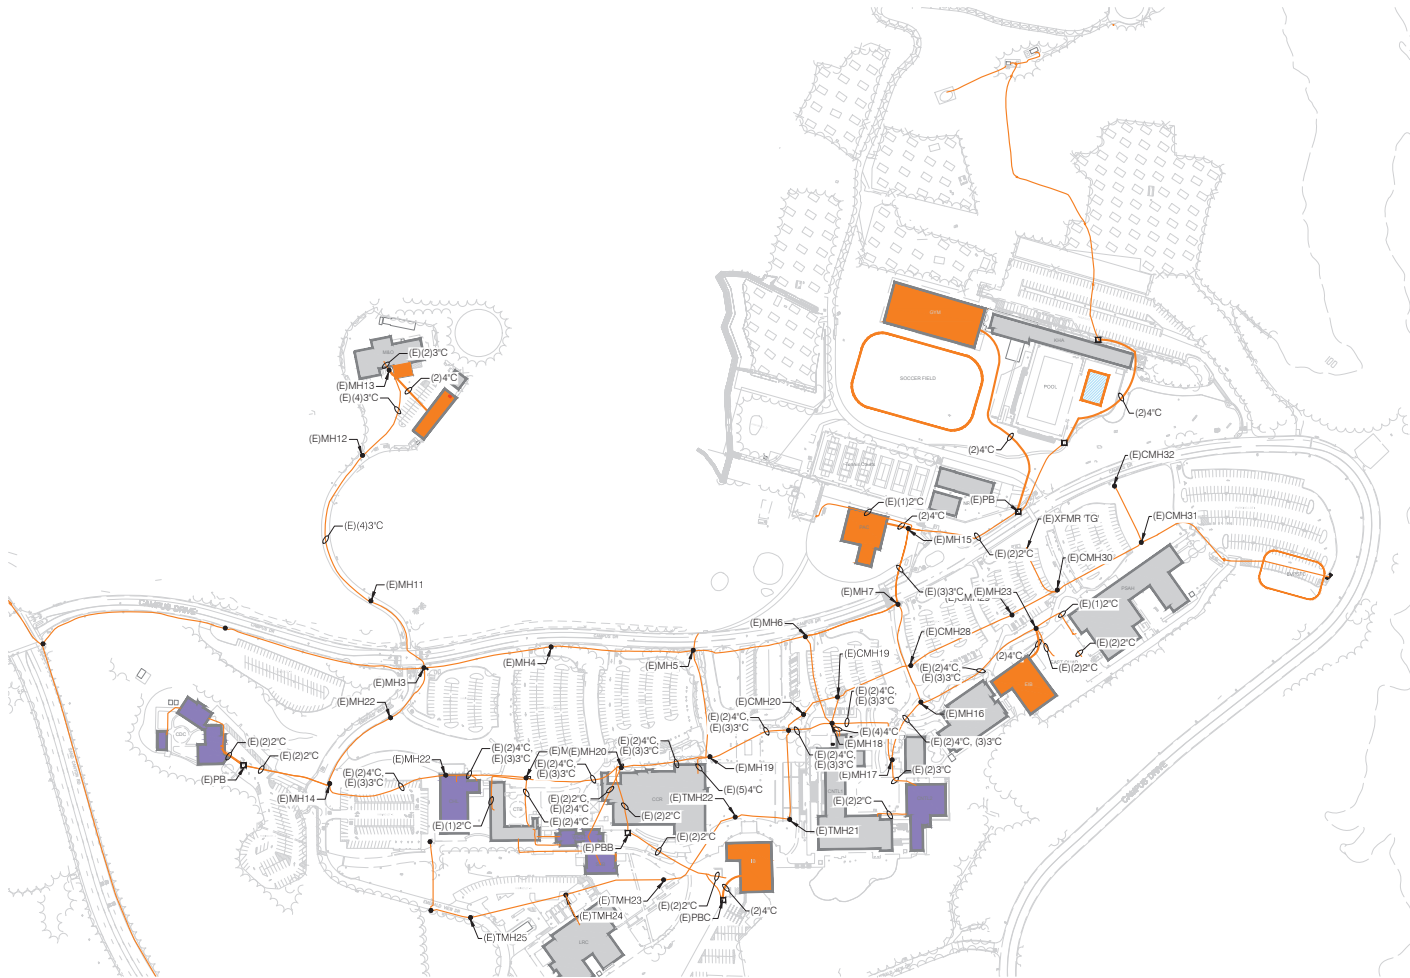 GYM
KGR
SOCCER FIELD
POOL
M&O
(E)(2)3"C
(E)MH13
(2)4"C
(E)(4)3"C
(2)4"C
(E)MH12
(2)4"C
(E)CMH32
(E)PB
(E)(1)2"C
(2)4"C
(E)CMH31
(E)XFMR 'TG'
(E)(4)3"C
(E)MH15
(E)(2)2"C
(E)CMH30
(E)(3)3"C
(E)MH11
(E)MH7
(E)MH23
(E)(1)2"C
CAMPUS DRIVE
(E)MH6
(E)CMH28
(E)(2)2"C
(2)4"C
(E)(2)2"C
(E)MH4
(E)MH5
(E)CMH19
(E)(2)4"C,
(E)(3)3"C
(E)MH3
(E)MH22
(E)CMH20
(E)(2)4"C,
(E)(3)3"C
(E)MH16
(E)(2)4"C,
(E)(3)3"C
(E)(4)4"C
(E)(2)4"C, (3)3"C
(E)MH18
CDC
(E)(2)2"C
(E)(2)2"C
(E)PB
(E)MH22
(E)(2)4"C,
(E)(3)3"C
(E)MH20
(E)(2)4"C,
(E)(3)3"C
(E)(2)4"C,
(E)(3)3"C
(E)MH19
(E)(2)4"C
(E)(3)3"C
(E)MH17
(E)(2)3"C
CAMPUS DRIVE
(E)MH14
(E)(2)4"C,
(E)(3)3"C
(E)(5)4"C
(E)(2)2"C,
(E)(2)4"C
(E)(2)4"C
(E)TMH22
(E)(2)2"C
(E)(1)2"C
(E)(2)2"C
(E)TMH21
(E)PBB
(E)(2)2"C
(E)TMH23
(E)(2)2"C
(2)4"C
(E)PBC
(E)TMH24
(E)TMH25
LRC